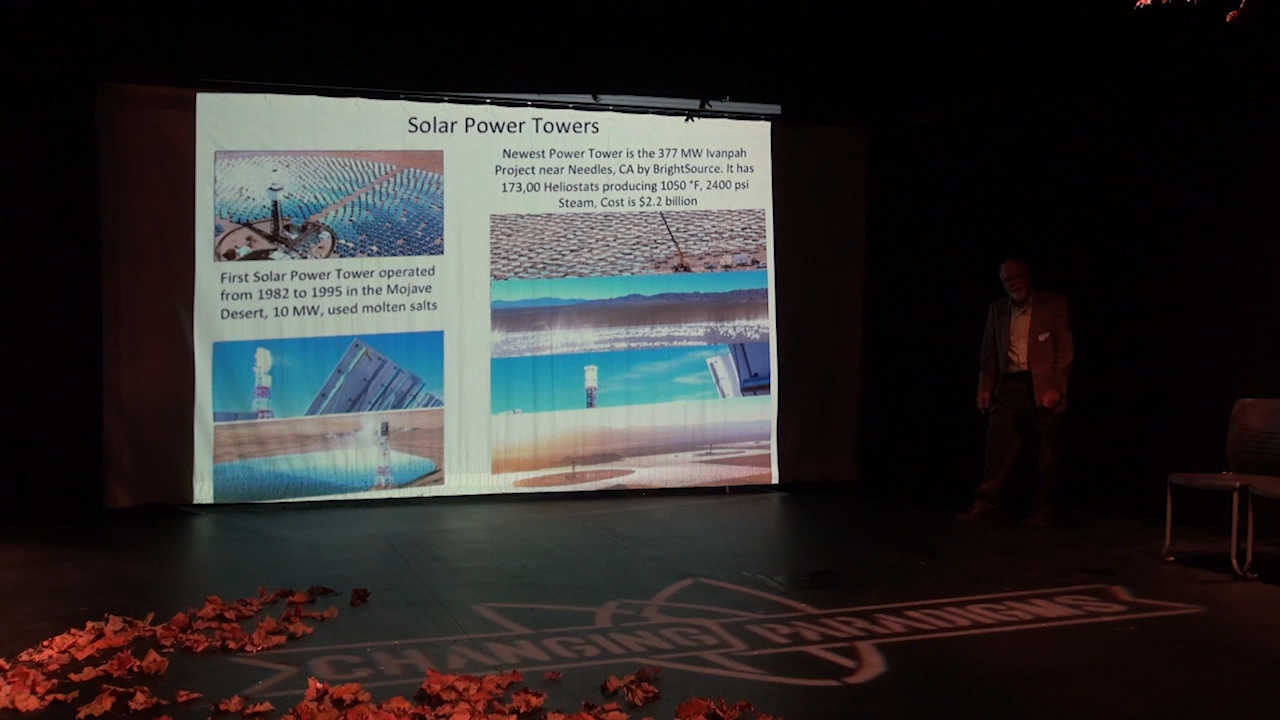 Solar Power Towers
First Solar Power Tower operated
from 1982 to 1995 in the Mojave
Desert, 10 MW, used molten salts
Newest Power Tower is the 377 MW Ivanpah
Project near Needles, CA by BrightSource. It has
173,00 Heliostats producing 1050 °F, 2400 psi
Steam, Cost is $2.2 billion
CHANGING PARADIGMS